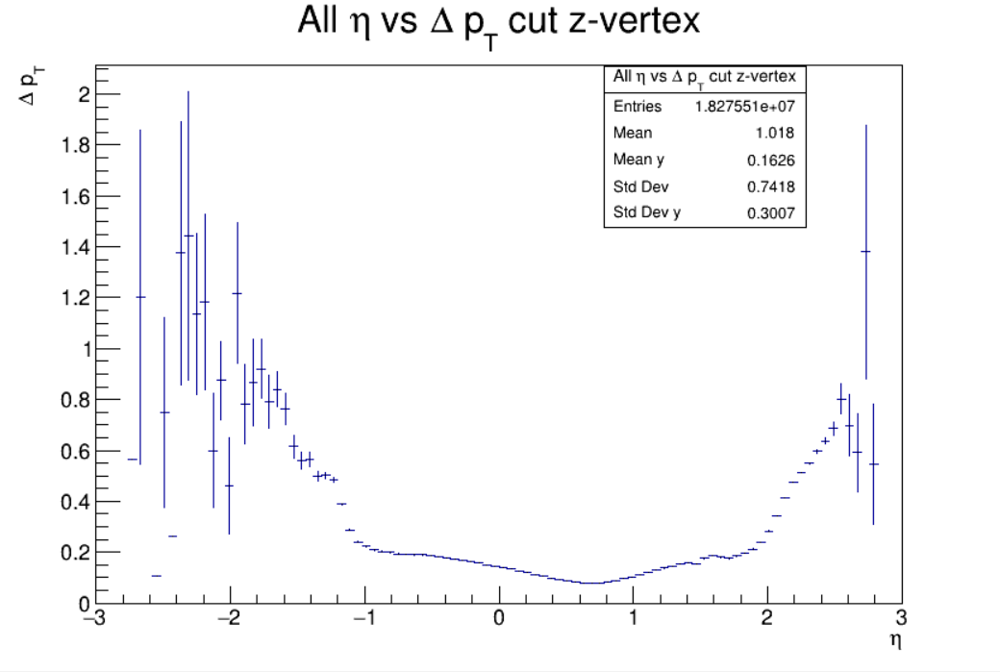 All η vs Δ p_T cut z-vertex
Δ p_T
All η vs Δ p_T cut z-vertex
Entries 1.827551e+07
Mean 1.018
Mean y 0.1626
Std Dev 0.7418
Std Dev y 0.3007
2
1.8
1.6
1.4
1.2
1
0.8
0.6
0.4
0.2
0
−3 −2 −1 0 1 2 3
η